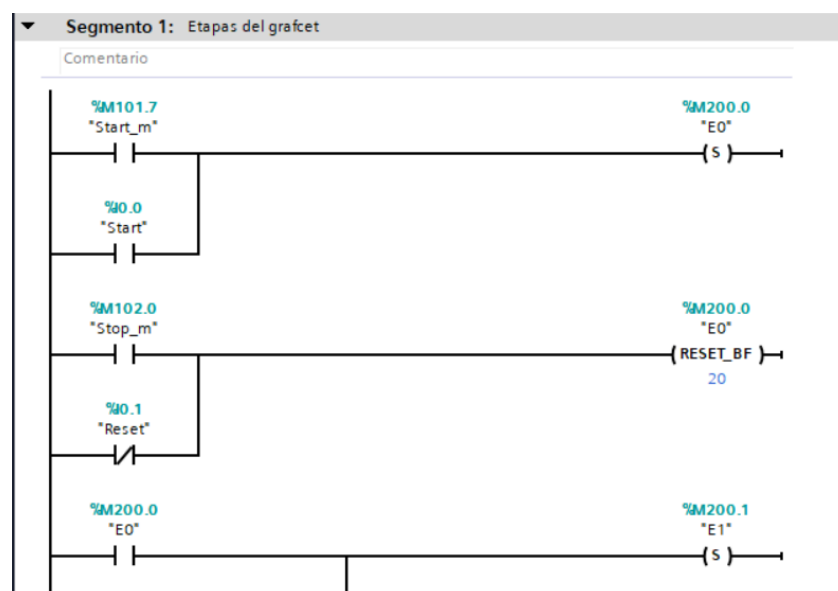 Segmento 1: Etapas del grafcet
Comentario
%M101.7
"Start_m"
%M200.0
"E0"
S
%I0.0
"Start"
%M102.0
"Stop_m"
%M200.0
"E0"
RESET_BF
20
%I0.1
"Reset"
%M200.0
"E0"
%M200.1
"E1"
S